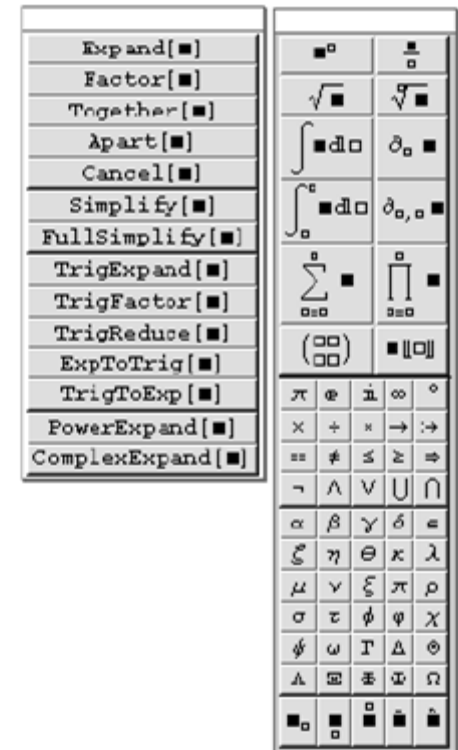 Expand[■]
Factor[■]
Together[■]
Apart[■]
Cancel[■]
Simplify[■]
FullSimplify[■]
TrigExpand[■]
TrigFactor[■]
TrigReduce[■]
ExpToTrig[■]
TrigToExp[■]
PowerExpand[■]
ComplexExpand[■]
■^□ ■/□
√■ □√■
∫■ⅆ□ ∂□ ■
∫□□ ■ⅆ□ ∂□,□ ■
∑□=□□ ■ ∏□=□□ ■
(□□ □□) ■⟦□⟧
π ⅇ ⅈ ∞ °
× ÷ × → :→
== ≠ ≤ ≥ ⇒
¬ ∧ ∨ ∪ ∩
α β γ δ ϵ
ζ η θ κ λ
μ ν ξ π ρ
σ τ ϕ φ χ
ψ ω Γ Δ Θ
Λ Ξ Φ Ω